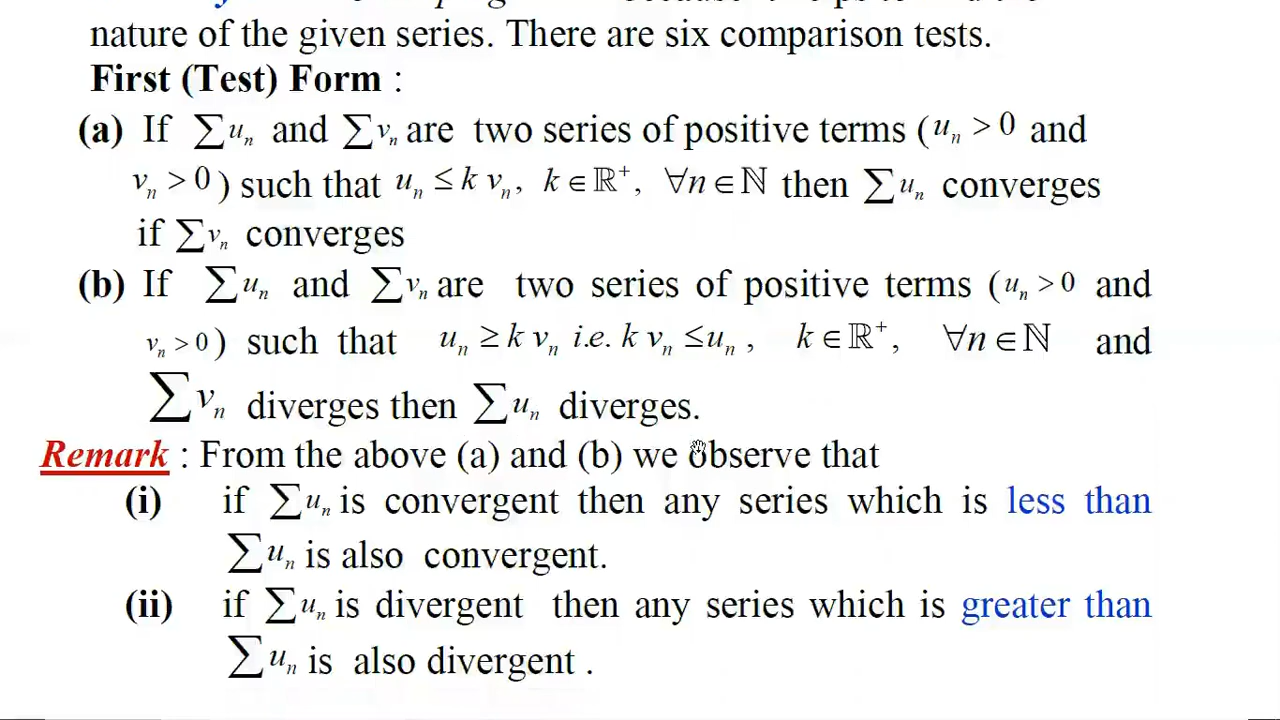 nature of the given series. There are six comparison tests.
First (Test) Form :
(a) If ∑uₙ and ∑vₙ are two series of positive terms (uₙ > 0 and
vₙ > 0 ) such that uₙ ≤ k vₙ, k ∈ ℝ⁺, ∀n ∈ ℕ then ∑uₙ converges
if ∑vₙ converges
(b) If ∑uₙ and ∑vₙ are two series of positive terms (uₙ > 0 and
vₙ > 0 ) such that uₙ ≥ k vₙ i.e. k vₙ ≤ uₙ , k ∈ ℝ⁺, ∀n ∈ ℕ and
∑vₙ diverges then ∑uₙ diverges.
Remark : From the above (a) and (b) we observe that
(i) if ∑uₙ is convergent then any series which is less than
∑uₙ is also convergent.
(ii) if ∑uₙ is divergent then any series which is greater than
∑uₙ is also divergent .